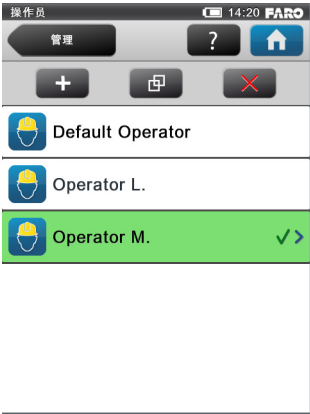 操作员 14:20 FARO
管理 ?
Default Operator
Operator L.
Operator M.